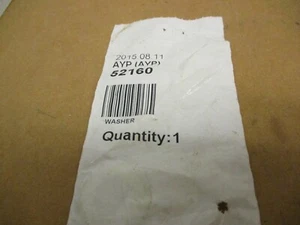 2015.08.11
AYP (AYP)
52160
WASHER
Quantity:1